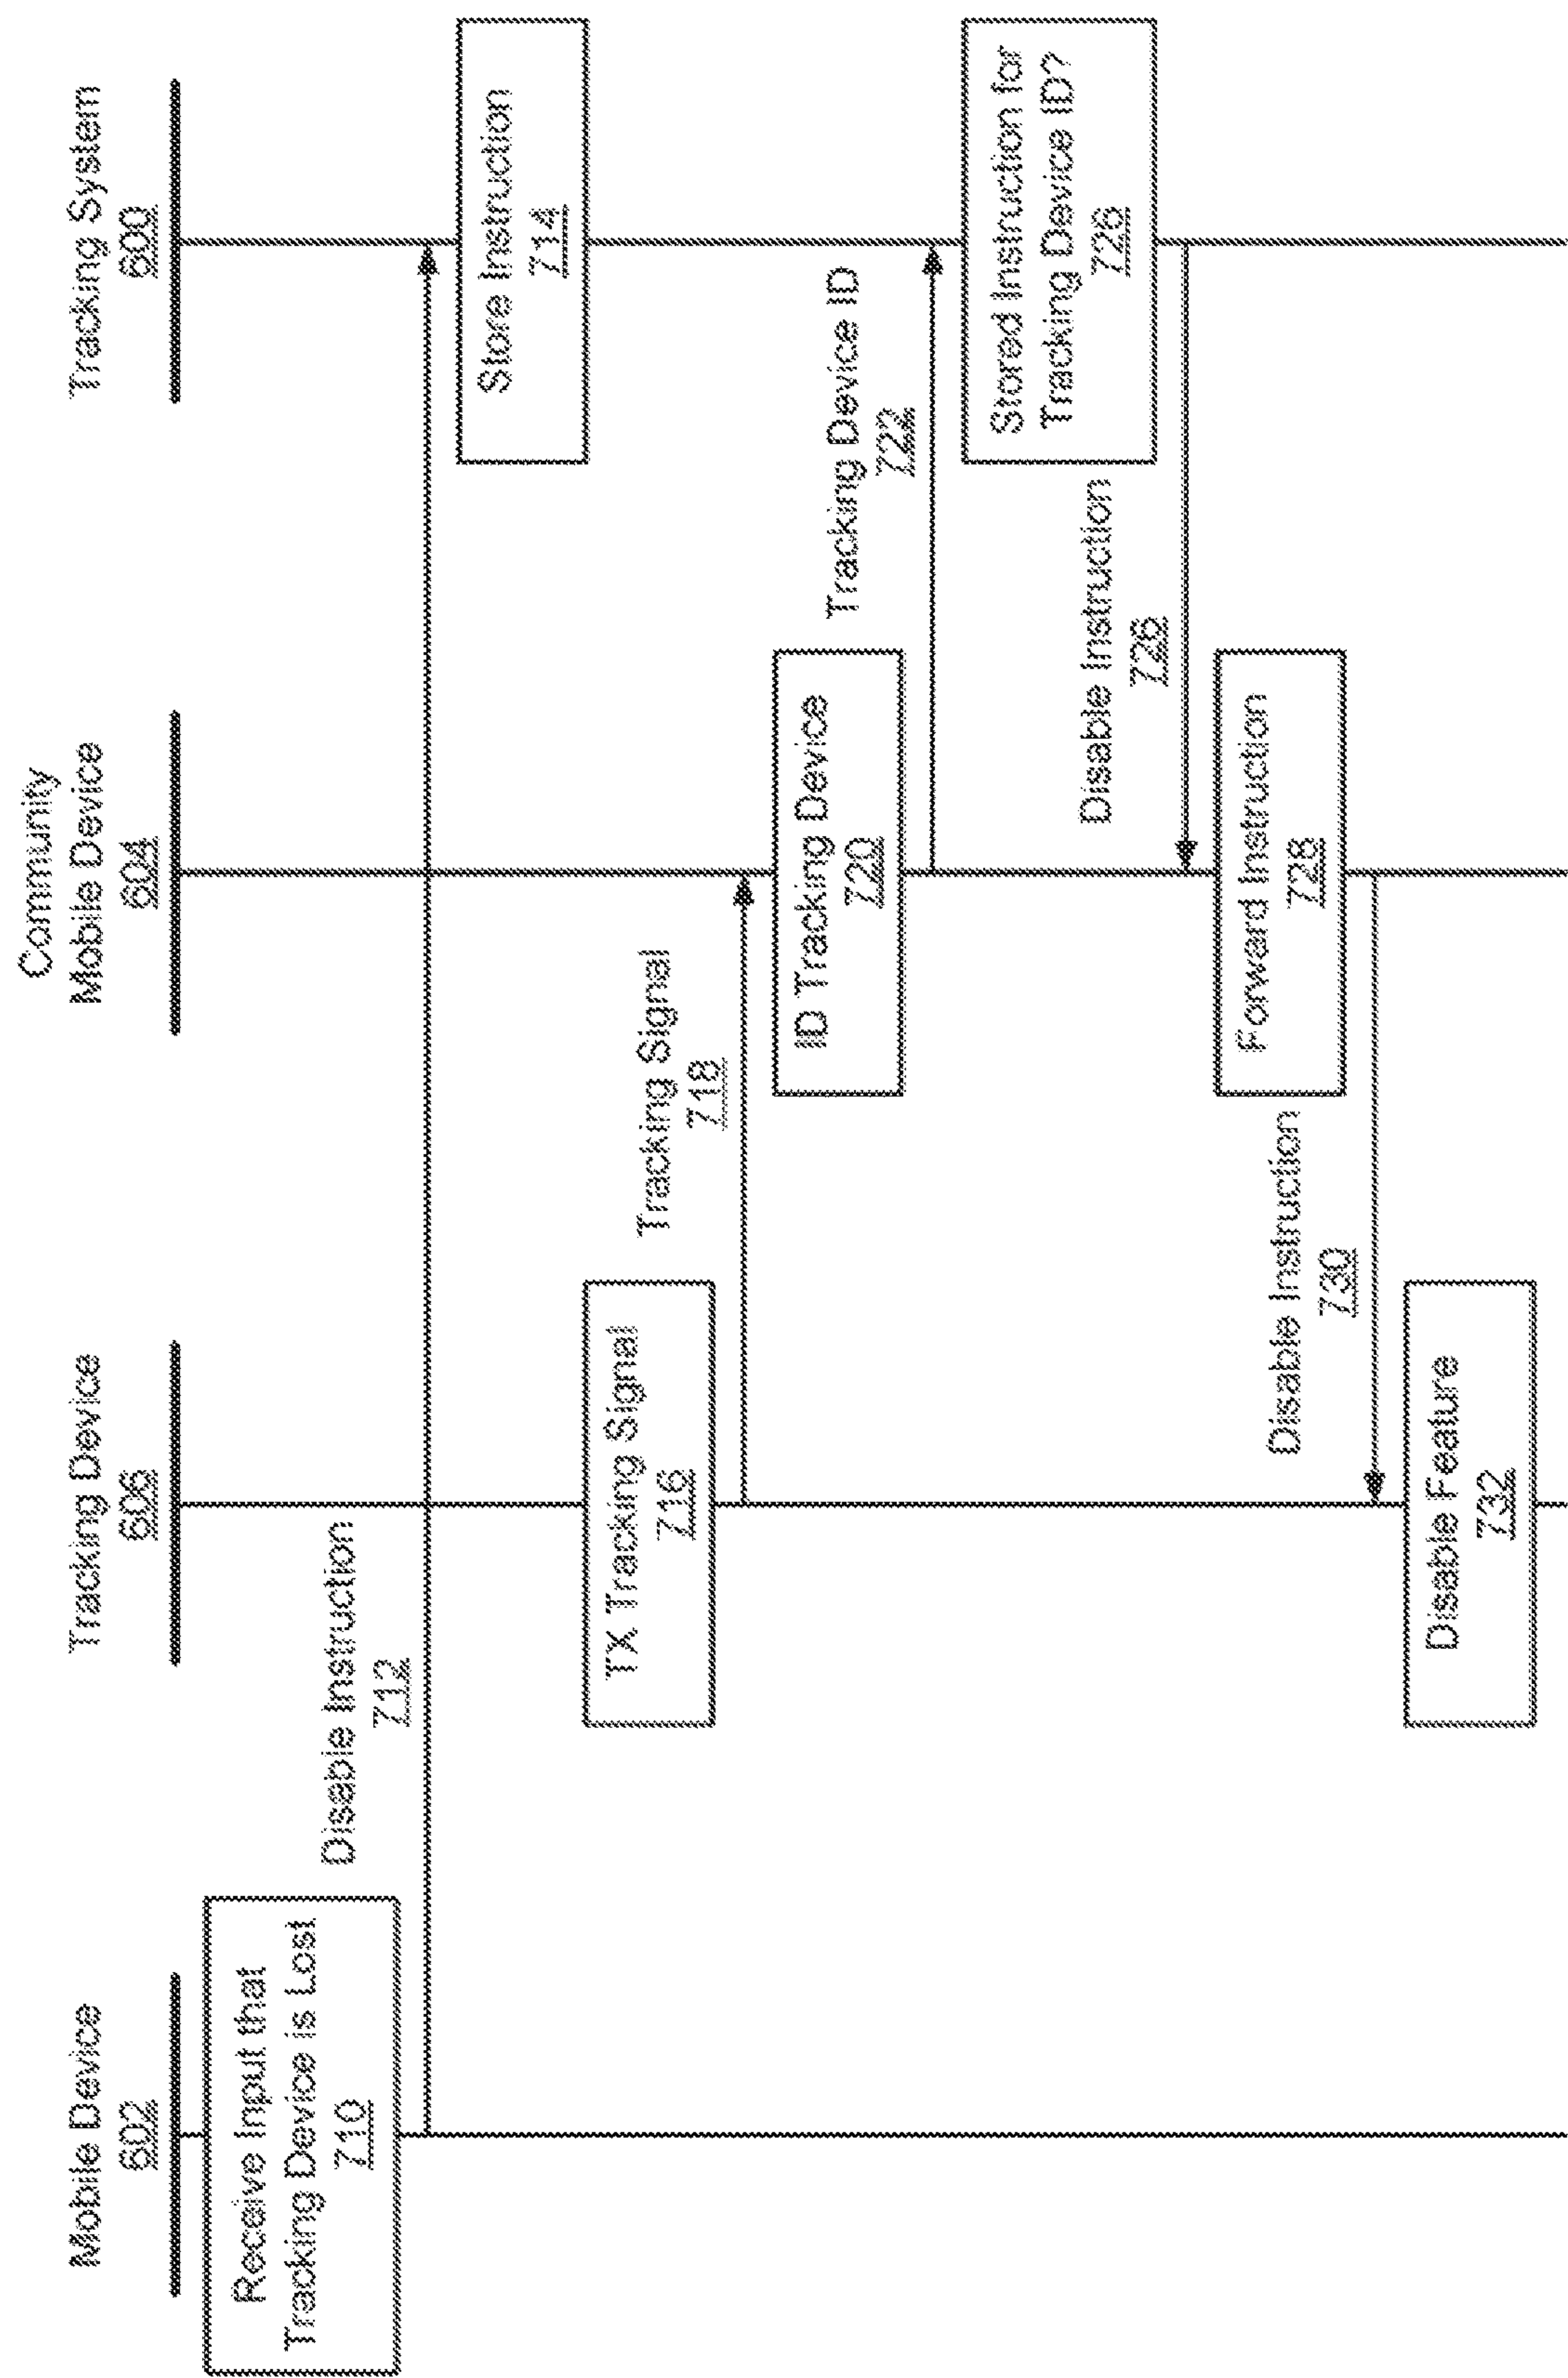 Mobile Device
602
Tracking Device
606
Community
Mobile Device
604
Tracking System
600
Receive Input that
Tracking Device is Lost
710
Disable Instruction
712
Store Instruction
714
TX Tracking Signal
716
Tracking Signal
718
ID Tracking Device
720
Tracking Device ID
722
Stored Instruction for
Tracking Device ID?
726
Disable Instruction
726
Forward Instruction
728
Disable Instruction
730
Disable Feature
732